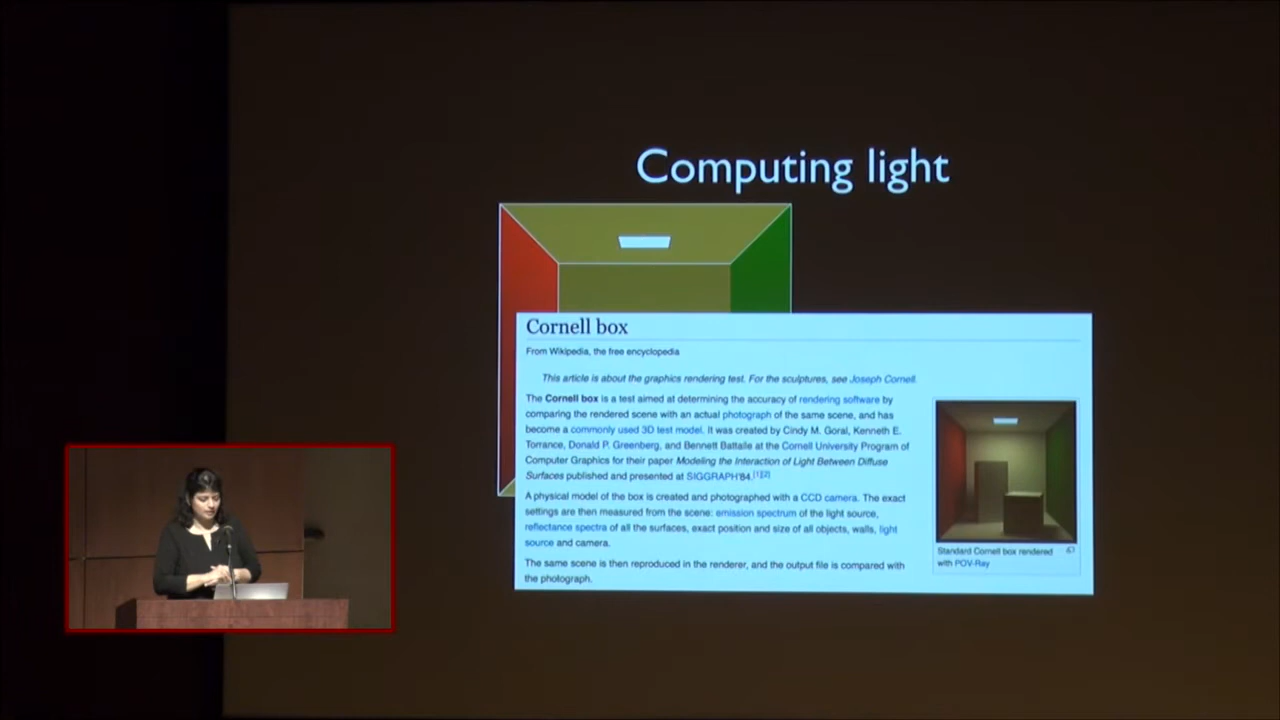 Computing light
Cornell box
From Wikipedia, the free encyclopedia
This article is about the graphics rendering test. For the sculptures, see Joseph Cornell.
The Cornell box is a test aimed at determining the accuracy of rendering software by
comparing the rendered scene with an actual photograph of the same scene, and has
become a commonly used 3D test model. It was created by Cindy M. Goral, Kenneth E.
Torrance, Donald P. Greenberg, and Bennett Battaile at the Cornell University Program of
Computer Graphics for their paper Modeling the Interaction of Light Between Diffuse
Surfaces published and presented at SIGGRAPH'84.[1][2]
A physical model of the box is created and photographed with a CCD camera. The exact
settings are then measured from the scene: emission spectrum of the light source,
reflectance spectra of all the surfaces, exact position and size of all objects, walls, light
source and camera.
The same scene is then reproduced in the renderer, and the output file is compared with
the photograph.
Standard Cornell box rendered
with POV-Ray